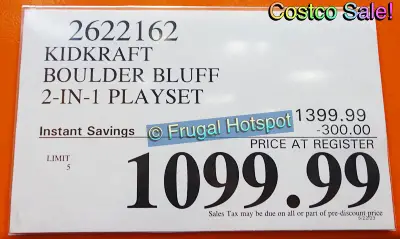 Costco Sale!
2622162
KIDKRAFT
BOULDER BLUFF
2-IN-1 PLAYSET
1399.99
Instant Savings © Frugal Hotspot -300.00
PRICE AT REGISTER
LIMIT
5
1099.99
Sales Tax may be due on all or part of pre-discount price